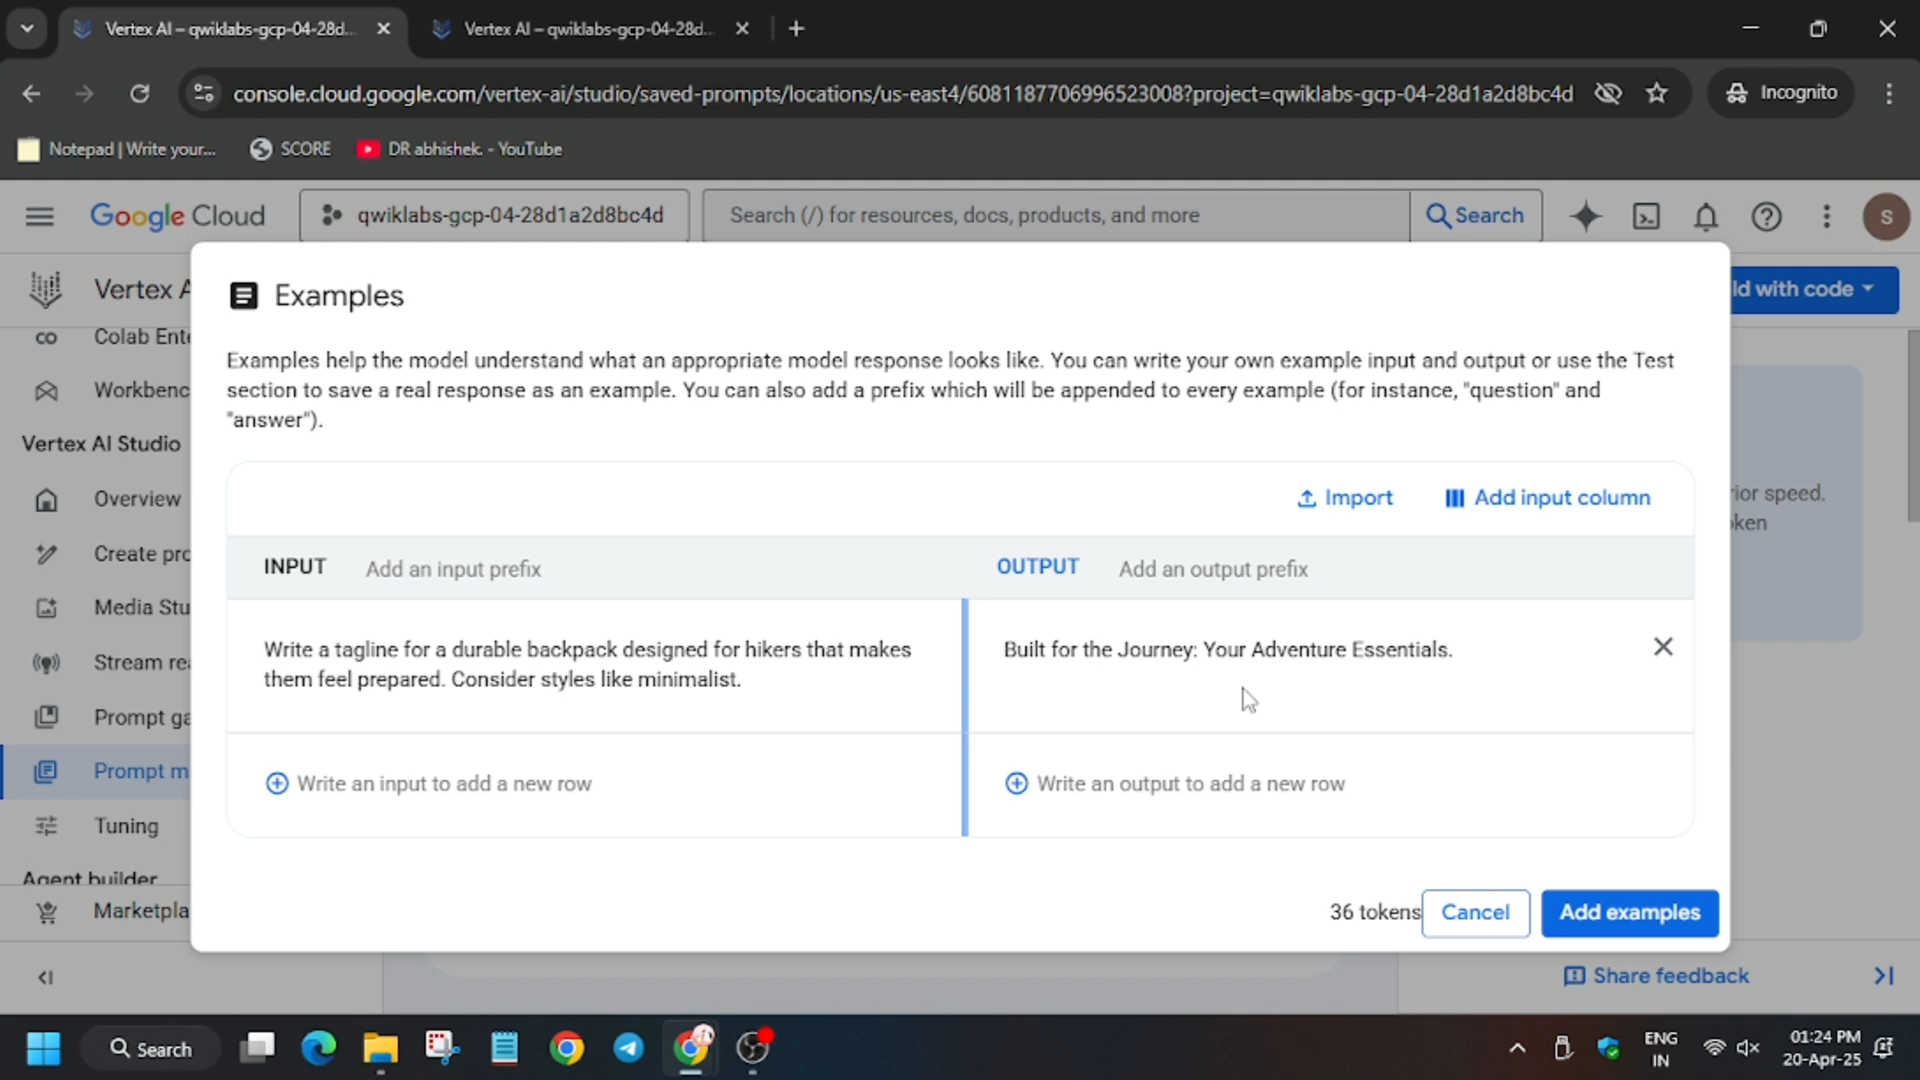 Vertex AI – qwiklabs-gcp-04-28d...
Vertex AI – qwiklabs-gcp-04-28d...
console.cloud.google.com/vertex-ai/studio/saved-prompts/locations/us-east4/6081187706996523008?project=qwiklabs-gcp-04-28d1a2d8bc4d
Incognito
Notepad | Write your...
SCORE
DR abhishek. - YouTube
Google Cloud
qwiklabs-gcp-04-28d1a2d8bc4d
Search (/) for resources, docs, products, and more
Search
S
Vertex A
ld with code
Colab Ente
Workbenc
Vertex AI Studio
Overview
Create pro
Media Stu
Stream rea
Prompt ga
Prompt m
Tuning
Agent builder
Marketpla
Examples
Examples help the model understand what an appropriate model response looks like. You can write your own example input and output or use the Test
section to save a real response as an example. You can also add a prefix which will be appended to every example (for instance, "question" and
"answer").
Import
Add input column
INPUT
Add an input prefix
OUTPUT
Add an output prefix
Write a tagline for a durable backpack designed for hikers that makes
them feel prepared. Consider styles like minimalist.
Built for the Journey: Your Adventure Essentials.
Write an input to add a new row
Write an output to add a new row
36 tokens
Cancel
Add examples
rior speed.
oken
Share feedback
Search
ENG
IN
01:24 PM
20-Apr-25